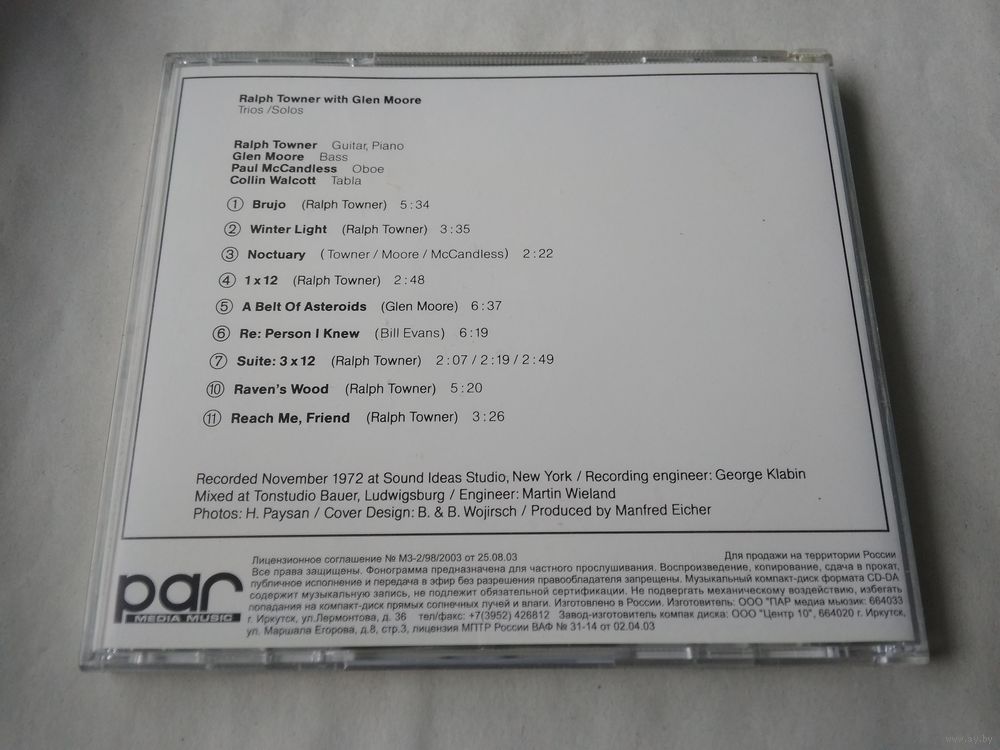 Ralph Towner with Glen Moore
Trios /Solos
Ralph Towner Guitar, Piano
Glen Moore Bass
Paul McCandless Oboe
Collin Walcott Tabla
① Brujo (Ralph Towner) 5:34
② Winter Light (Ralph Towner) 3:35
③ Noctuary (Towner / Moore / McCandless) 2:22
④ 1 x 12 (Ralph Towner) 2:48
⑤ A Belt Of Asteroids (Glen Moore) 6:37
⑥ Re: Person I Knew (Bill Evans) 6:19
⑦ Suite: 3 x 12 (Ralph Towner) 2:07 / 2:19 / 2:49
⑩ Raven's Wood (Ralph Towner) 5:20
⑪ Reach Me, Friend (Ralph Towner) 3:26
Recorded November 1972 at Sound Ideas Studio, New York / Recording engineer: George Klabin
Mixed at Tonstudio Bauer, Ludwigsburg / Engineer: Martin Wieland
Photos: H. Paysan / Cover Design: B. & B. Wojirsch / Produced by Manfred Eicher
par
MEDIA MUSIC
Лицензионное соглашение № МЗ-2/98/2003 от 25.08.03 Для продажи на территории России
Все права защищены. Фонограмма предназначена для частного прослушивания. Воспроизведение, копирование, сдача в прокат,
публичное исполнение и передача в эфир без разрешения правообладателя запрещены. Музыкальный компакт-диск формата CD-DA
содержит музыкальную запись, не подлежит обязательной сертификации. Не подвергать механическому воздействию, избегать
попадания на компакт-диск прямых солнечных лучей и влаги. Изготовлено в России. Изготовитель: ООО "ПАР медиа мьюзик: 664033
г. Иркутск, ул.Лермонтова, д. 36 тел/факс: +7(3952) 426812 Завод-изготовитель компак диска: ООО "Центр 10", 664020 г. Иркутск,
ул. Маршала Егорова, д.8, стр.3, лицензия МПТР России ВАФ № 31-14 от 02.04.03
www.ay.by